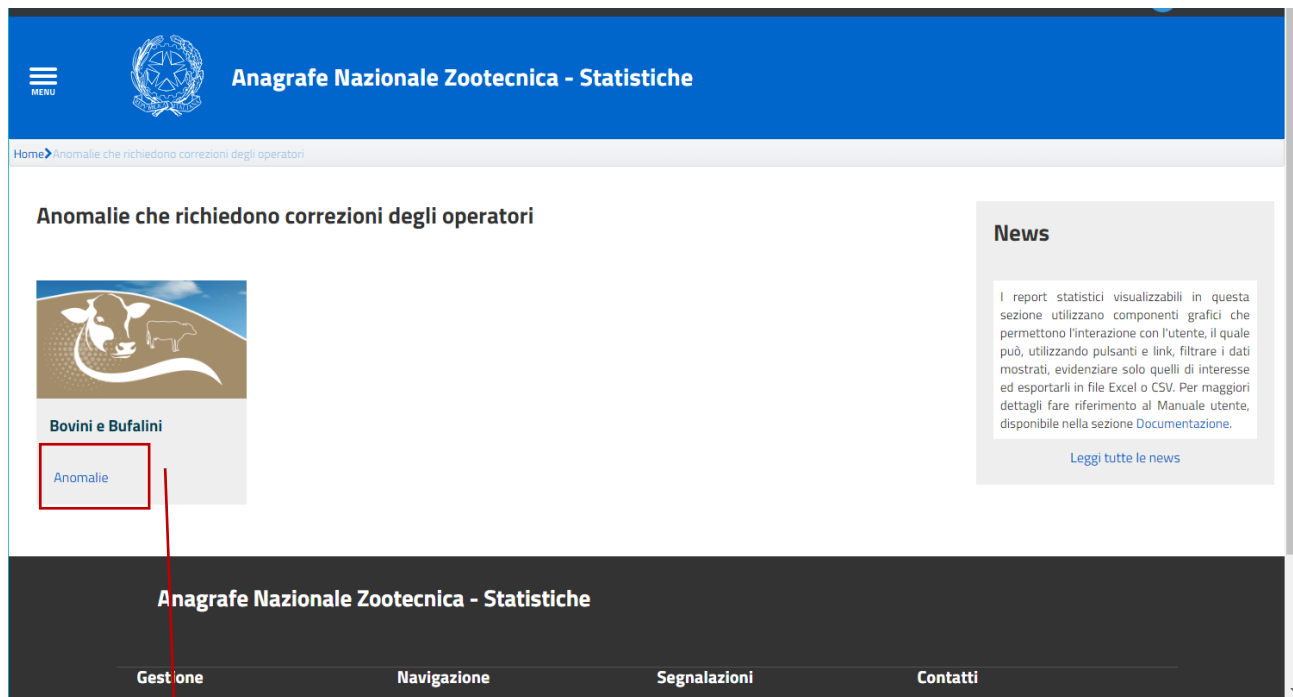 MENU
Anagrafe Nazionale Zootecnica - Statistiche
Home Anomalie che richiedono correzioni degli operatori
Anomalie che richiedono correzioni degli operatori
Bovini e Bufalini
Anomalie
News
I report statistici visualizzabili in questa
sezione utilizzano componenti grafici che
permettono l'interazione con l'utente, il quale
può, utilizzando pulsanti e link, filtrare i dati
mostrati, evidenziare solo quelli di interesse
ed esportarli in file Excel o CSV. Per maggiori
dettagli fare riferimento al Manuale utente,
disponibile nella sezione Documentazione.
Leggi tutte le news
Anagrafe Nazionale Zootecnica - Statistiche
Gestione Navigazione Segnalazioni Contatti